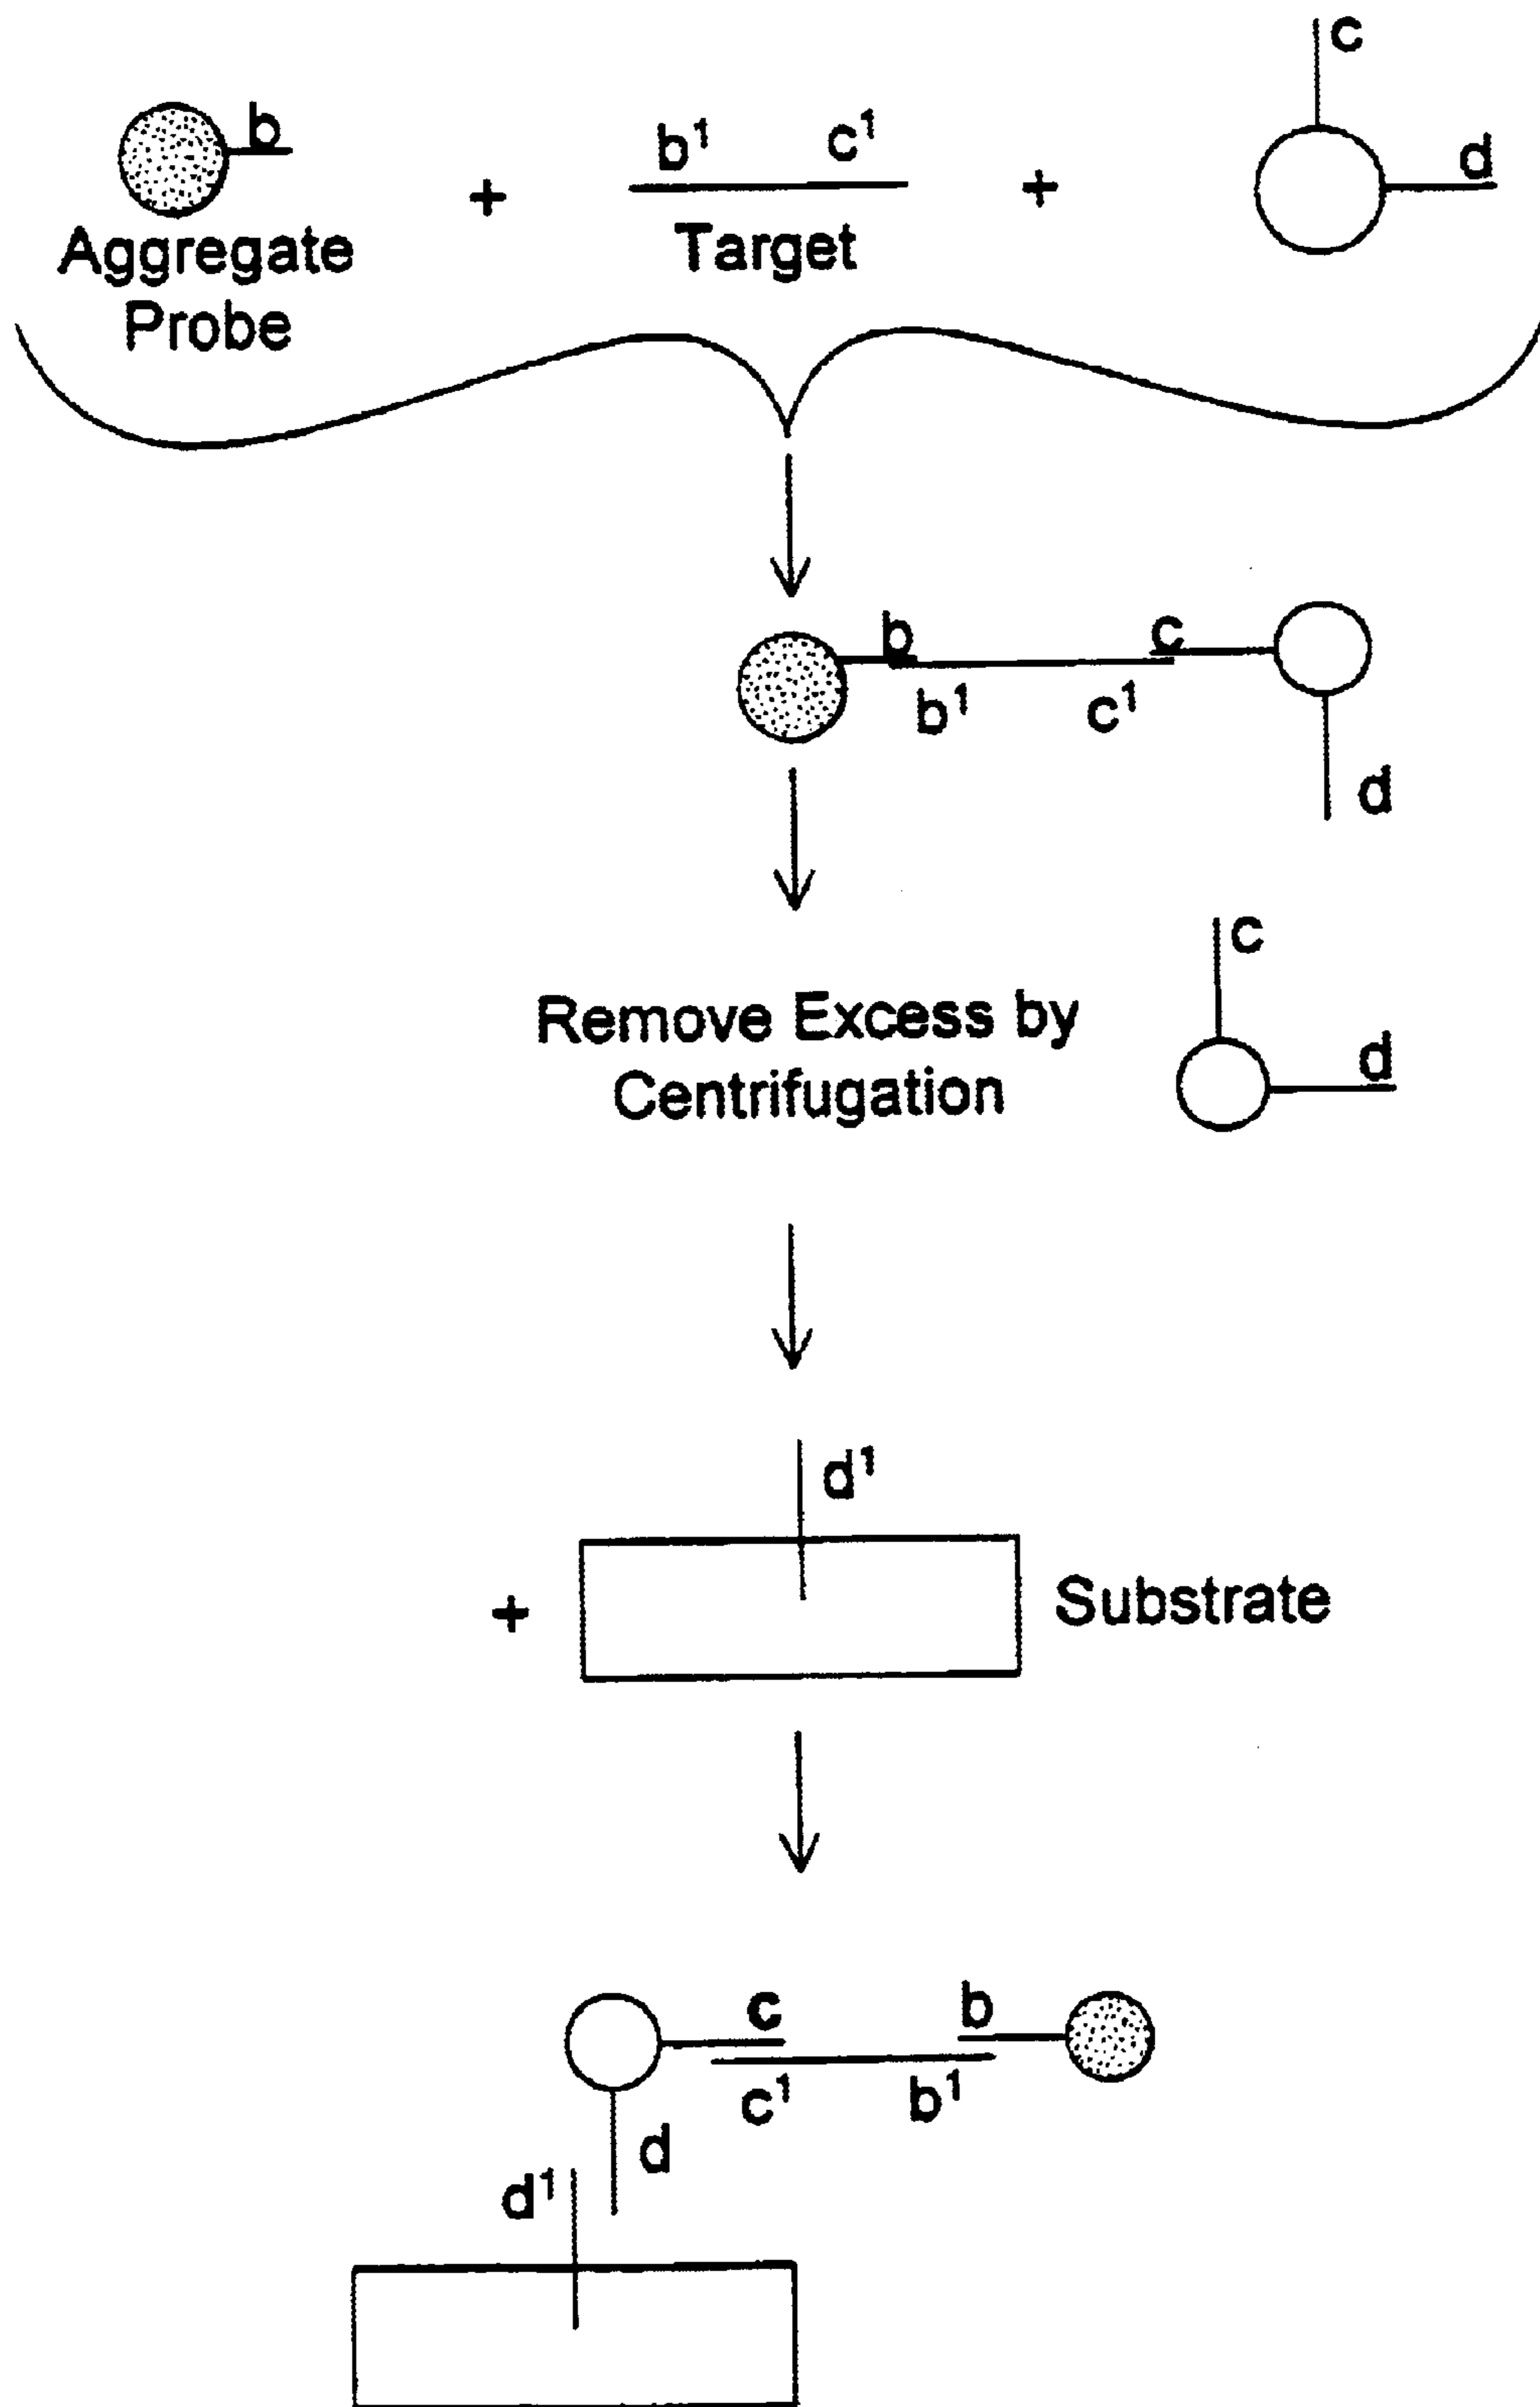 c
b
b¹ c¹
d
+ +
Aggregate
Probe
Target
b c
b¹ c¹
d
c
Remove Excess by
Centrifugation
d
d¹
+
Substrate
c b
c¹ b¹
d
d¹